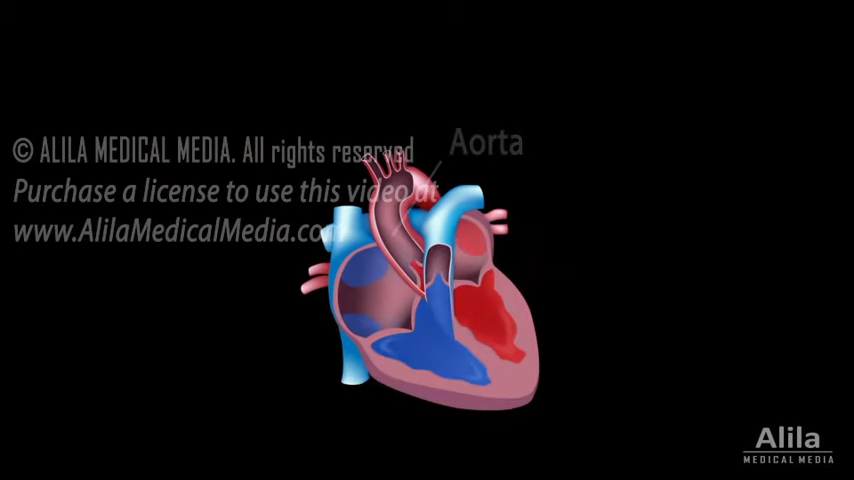 Aorta
© ALILA MEDICAL MEDIA. All rights reserved
Purchase a license to use this video at
www.AlilaMedicalMedia.com
Alila
MEDICAL MEDIA